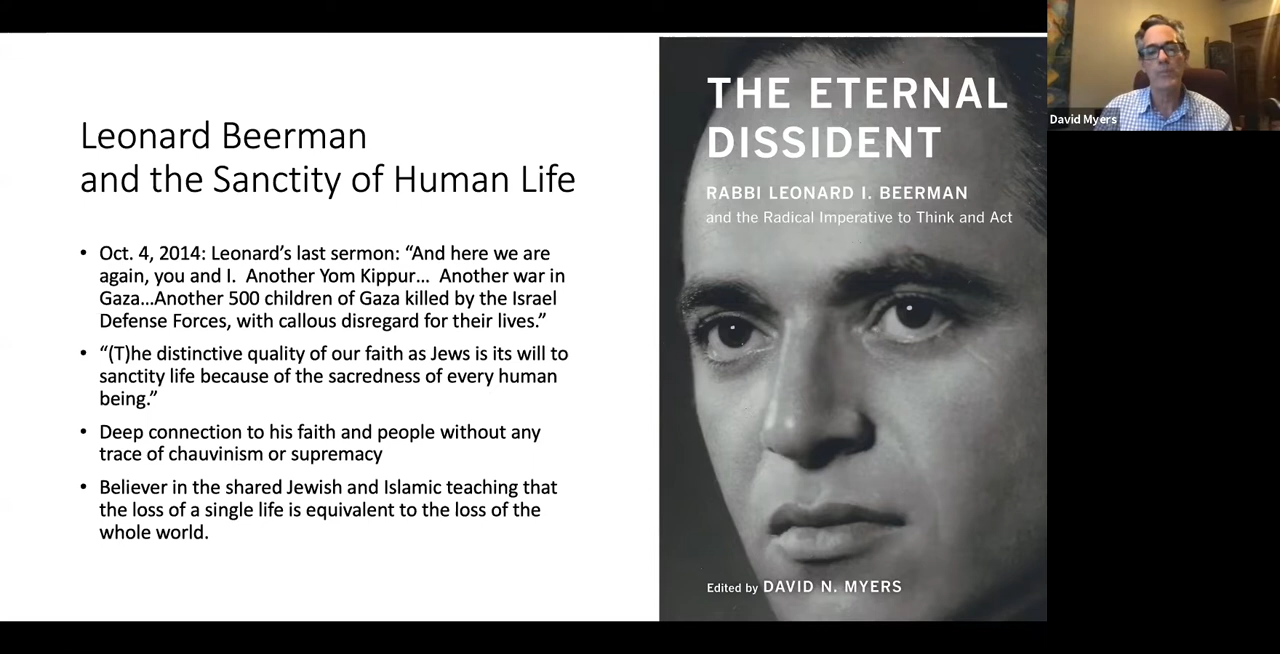 Leonard Beerman
and the Sanctity of Human Life
• Oct. 4, 2014: Leonard’s last sermon: “And here we are
again, you and I.  Another Yom Kippur…  Another war in
Gaza…Another 500 children of Gaza killed by the Israel
Defense Forces, with callous disregard for their lives.”
• “(T)he distinctive quality of our faith as Jews is its will to
sanctity life because of the sacredness of every human
being.”
• Deep connection to his faith and people without any
trace of chauvinism or supremacy
• Believer in the shared Jewish and Islamic teaching that
the loss of a single life is equivalent to the loss of the
whole world.
THE ETERNAL
DISSIDENT
RABBI LEONARD I. BEERMAN
and the Radical Imperative to Think and Act
Edited by DAVID N. MYERS
David Myers